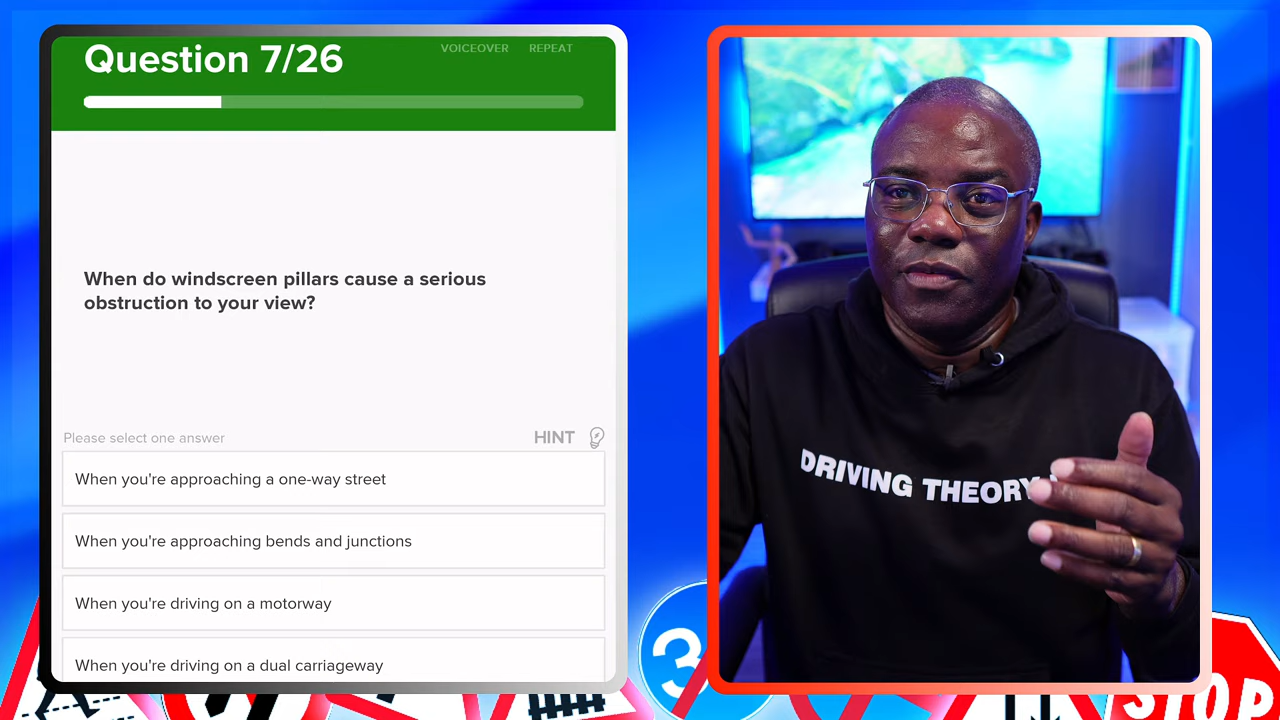 Question 7/26
VOICEOVER REPEAT
When do windscreen pillars cause a serious
obstruction to your view?
Please select one answer
HINT
When you're approaching a one-way street
When you're approaching bends and junctions
When you're driving on a motorway
When you're driving on a dual carriageway
DRIVING THEORY
3
STOP